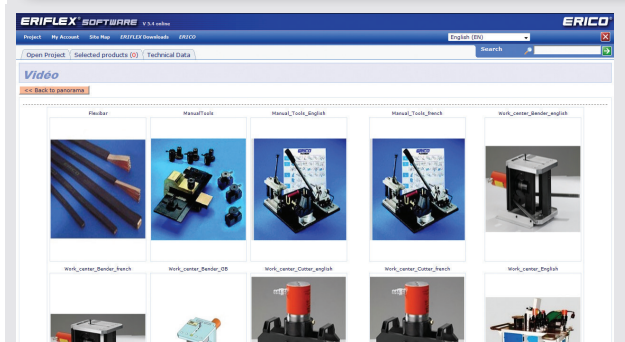 ERIFLEX® SOFTWARE V 3.4 online
ERICO®
Project My Account Site Map ERIFLEX Downloads ERICO
English (EN)
Open Project Selected products (0) Technical Data
Search
Vidéo
<< Back to panorama
Flexibar ManualTools Manual_Tools_English Manual_Tools_french Work_center_Bender_english
Work_center_Bender_french Work_center_Bender_GB Work_center_Cutter_english Work_center_Cutter_french Work_center_English